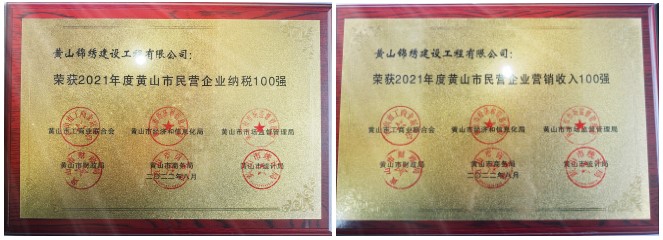 黄山锦绣建设工程有限公司：
荣获2021年度黄山市民营企业纳税100强
黄山市工商业联合会 黄山市经济和信息化局 黄山市市场监督管理局
黄山市财政局 黄山市商务局 黄山市统计局
二〇二二年八月
黄山锦绣建设工程有限公司：
荣获2021年度黄山市民营企业营销收入100强
黄山市工商业联合会 黄山市经济和信息化局 黄山市市场监督管理局
黄山市财政局 黄山市商务局 黄山市统计局
二〇二二年八月